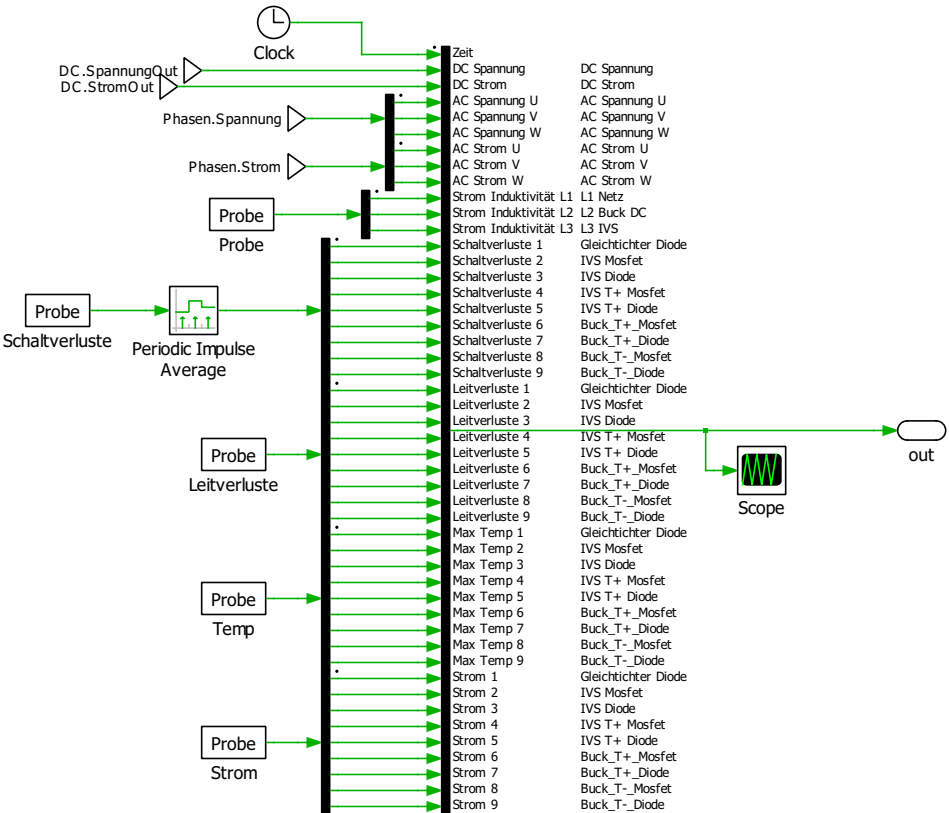 Clock
Zeit
DC.SpannungOut
DC Spannung DC Spannung
DC.StromOut
DC Strom DC Strom
AC Spannung U AC Spannung U
Phasen.Spannung
AC Spannung V AC Spannung V
AC Spannung W AC Spannung W
AC Strom U AC Strom U
Phasen.Strom
AC Strom V AC Strom V
AC Strom W AC Strom W
Strom Induktivität L1 L1 Netz
Probe
Strom Induktivität L2 L2 Buck DC
Strom Induktivität L3 L3 IVS
Probe
Schaltverluste 1 Gleichtichter Diode
Schaltverluste 2 IVS Mosfet
Schaltverluste 3 IVS Diode
Schaltverluste 4 IVS T+ Mosfet
Probe
Schaltverluste 5 IVS T+ Diode
Schaltverluste 6 Buck_T+_Mosfet
Schaltverluste
Schaltverluste 7 Buck_T+_Diode
Periodic Impulse
Average
Schaltverluste 8 Buck_T-_Mosfet
Schaltverluste 9 Buck_T-_Diode
Leitverluste 1 Gleichtichter Diode
Leitverluste 2 IVS Mosfet
Leitverluste 3 IVS Diode
Leitverluste 4 IVS T+ Mosfet
Probe
Leitverluste 5 IVS T+ Diode
out
Leitverluste 6 Buck_T+_Mosfet
Leitverluste
Leitverluste 7 Buck_T+_Diode
Leitverluste 8 Buck_T-_Mosfet
Scope
Leitverluste 9 Buck_T-_Diode
Max Temp 1 Gleichtichter Diode
Max Temp 2 IVS Mosfet
Max Temp 3 IVS Diode
Max Temp 4 IVS T+ Mosfet
Probe
Max Temp 5 IVS T+ Diode
Max Temp 6 Buck_T+_Mosfet
Temp
Max Temp 7 Buck_T+_Diode
Max Temp 8 Buck_T-_Mosfet
Max Temp 9 Buck_T-_Diode
Strom 1 Gleichtichter Diode
Strom 2 IVS Mosfet
Strom 3 IVS Diode
Strom 4 IVS T+ Mosfet
Probe
Strom 5 IVS T+ Diode
Strom 6 Buck_T+_Mosfet
Strom
Strom 7 Buck_T+_Diode
Strom 8 Buck_T-_Mosfet
Strom 9 Buck_T-_Diode